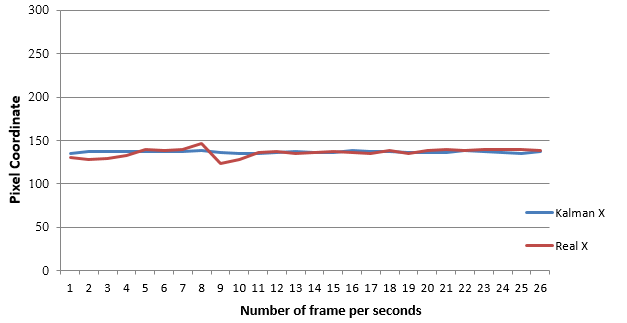 300
250
200
150
100
50
0
Pixel Coordinate
1 2 3 4 5 6 7 8 9 10 11 12 13 14 15 16 17 18 19 20 21 22 23 24 25 26
Number of frame per seconds
Kalman X
Real X